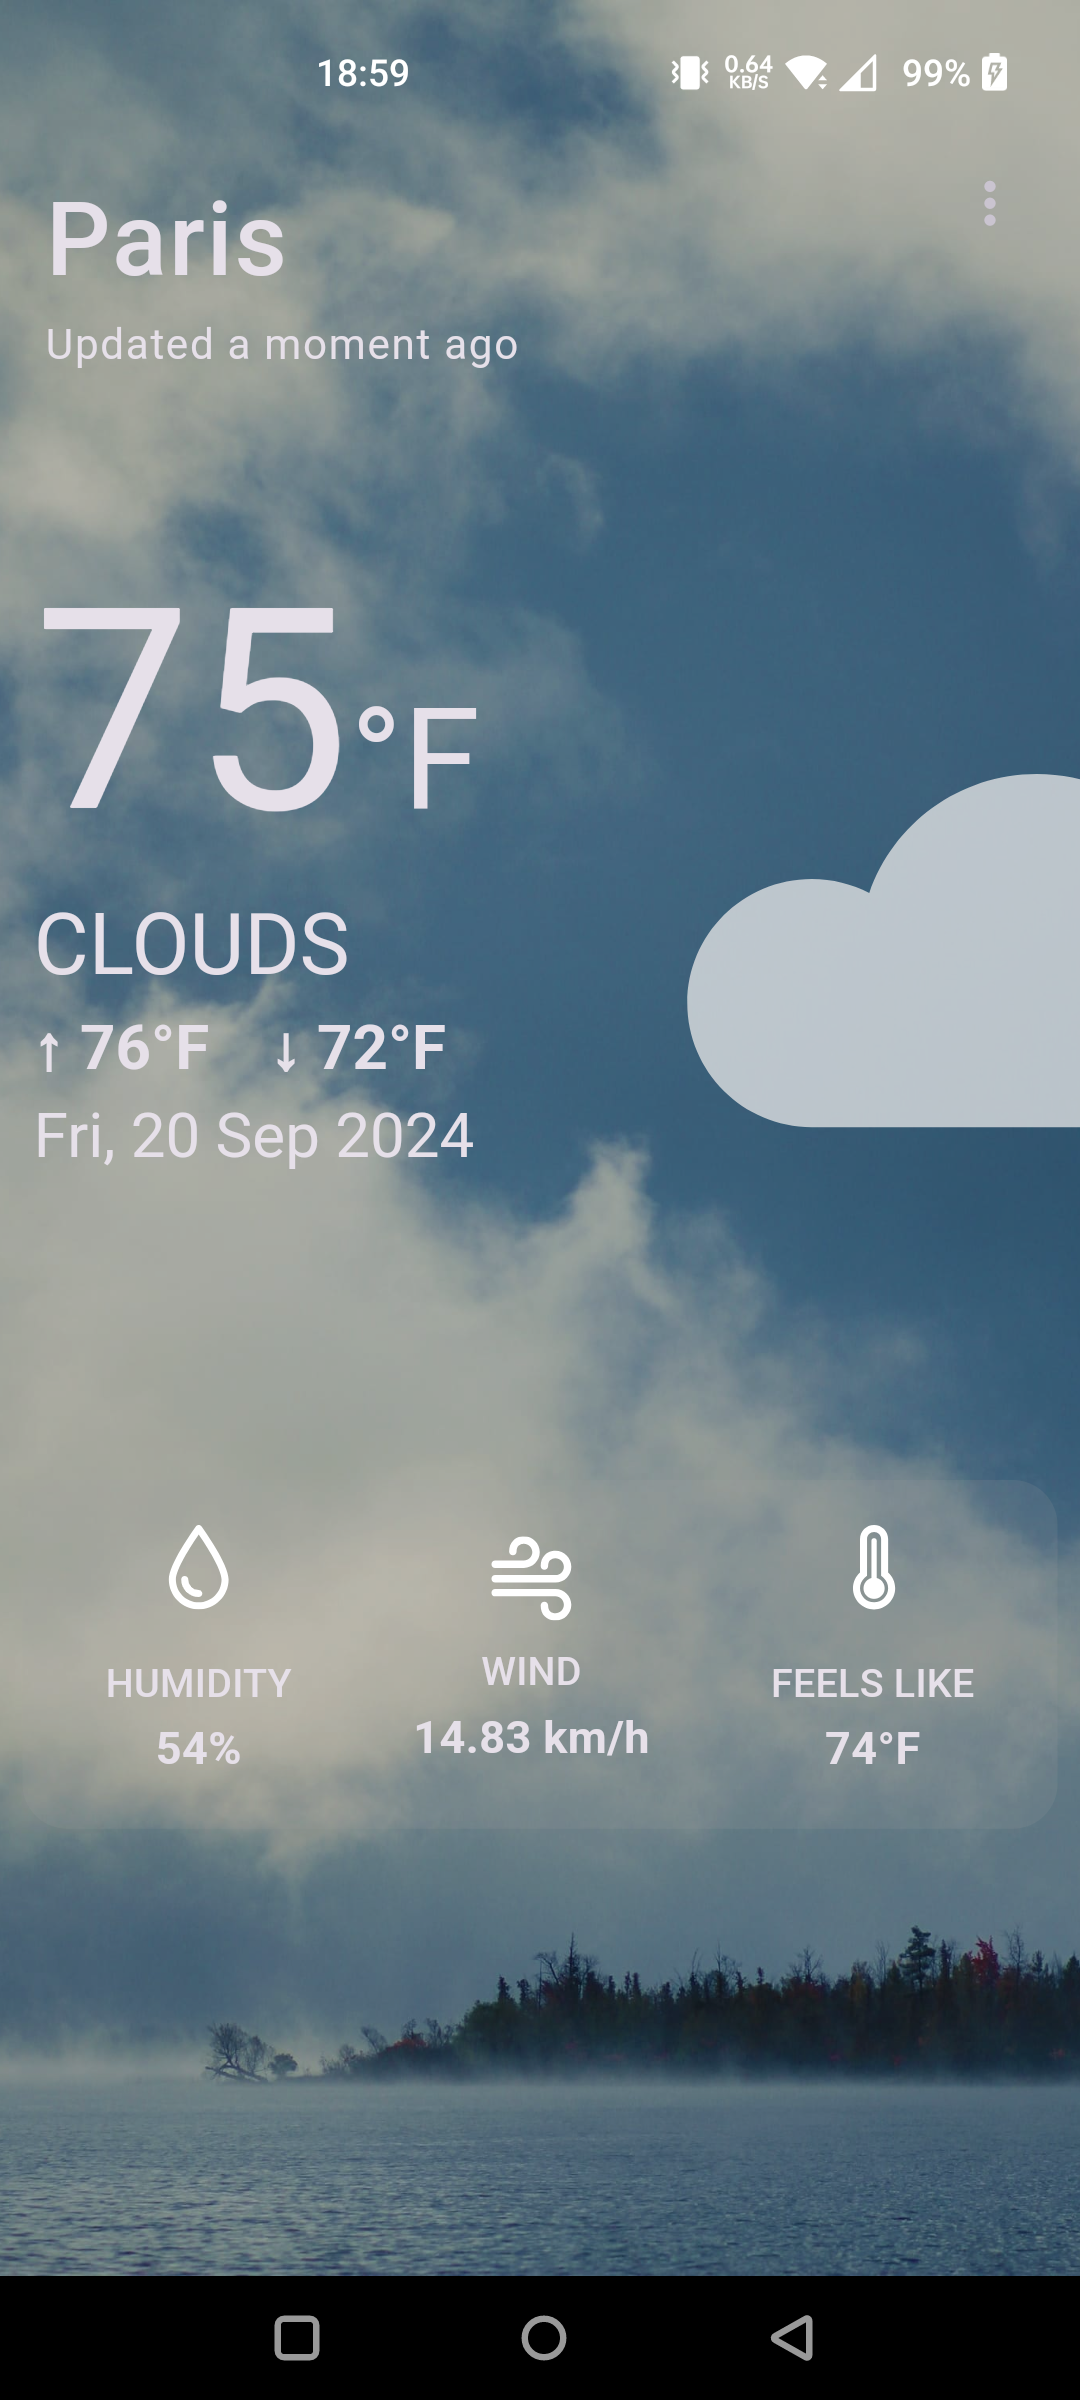 18:59
0.64
KB/S
99%
Paris
Updated a moment ago
75°F
CLOUDS
↑ 76°F ↓ 72°F
Fri, 20 Sep 2024
HUMIDITY
54%
WIND
14.83 km/h
FEELS LIKE
74°F